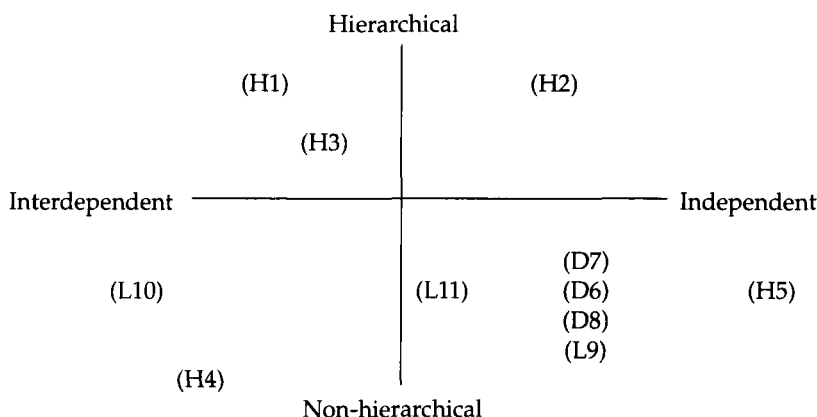 Hierarchical
(H1) (H2)
(H3)
Interdependent Independent
(D7)
(L10) (L11) (D6) (H5)
(D8)
(L9)
(H4)
Non-hierarchical